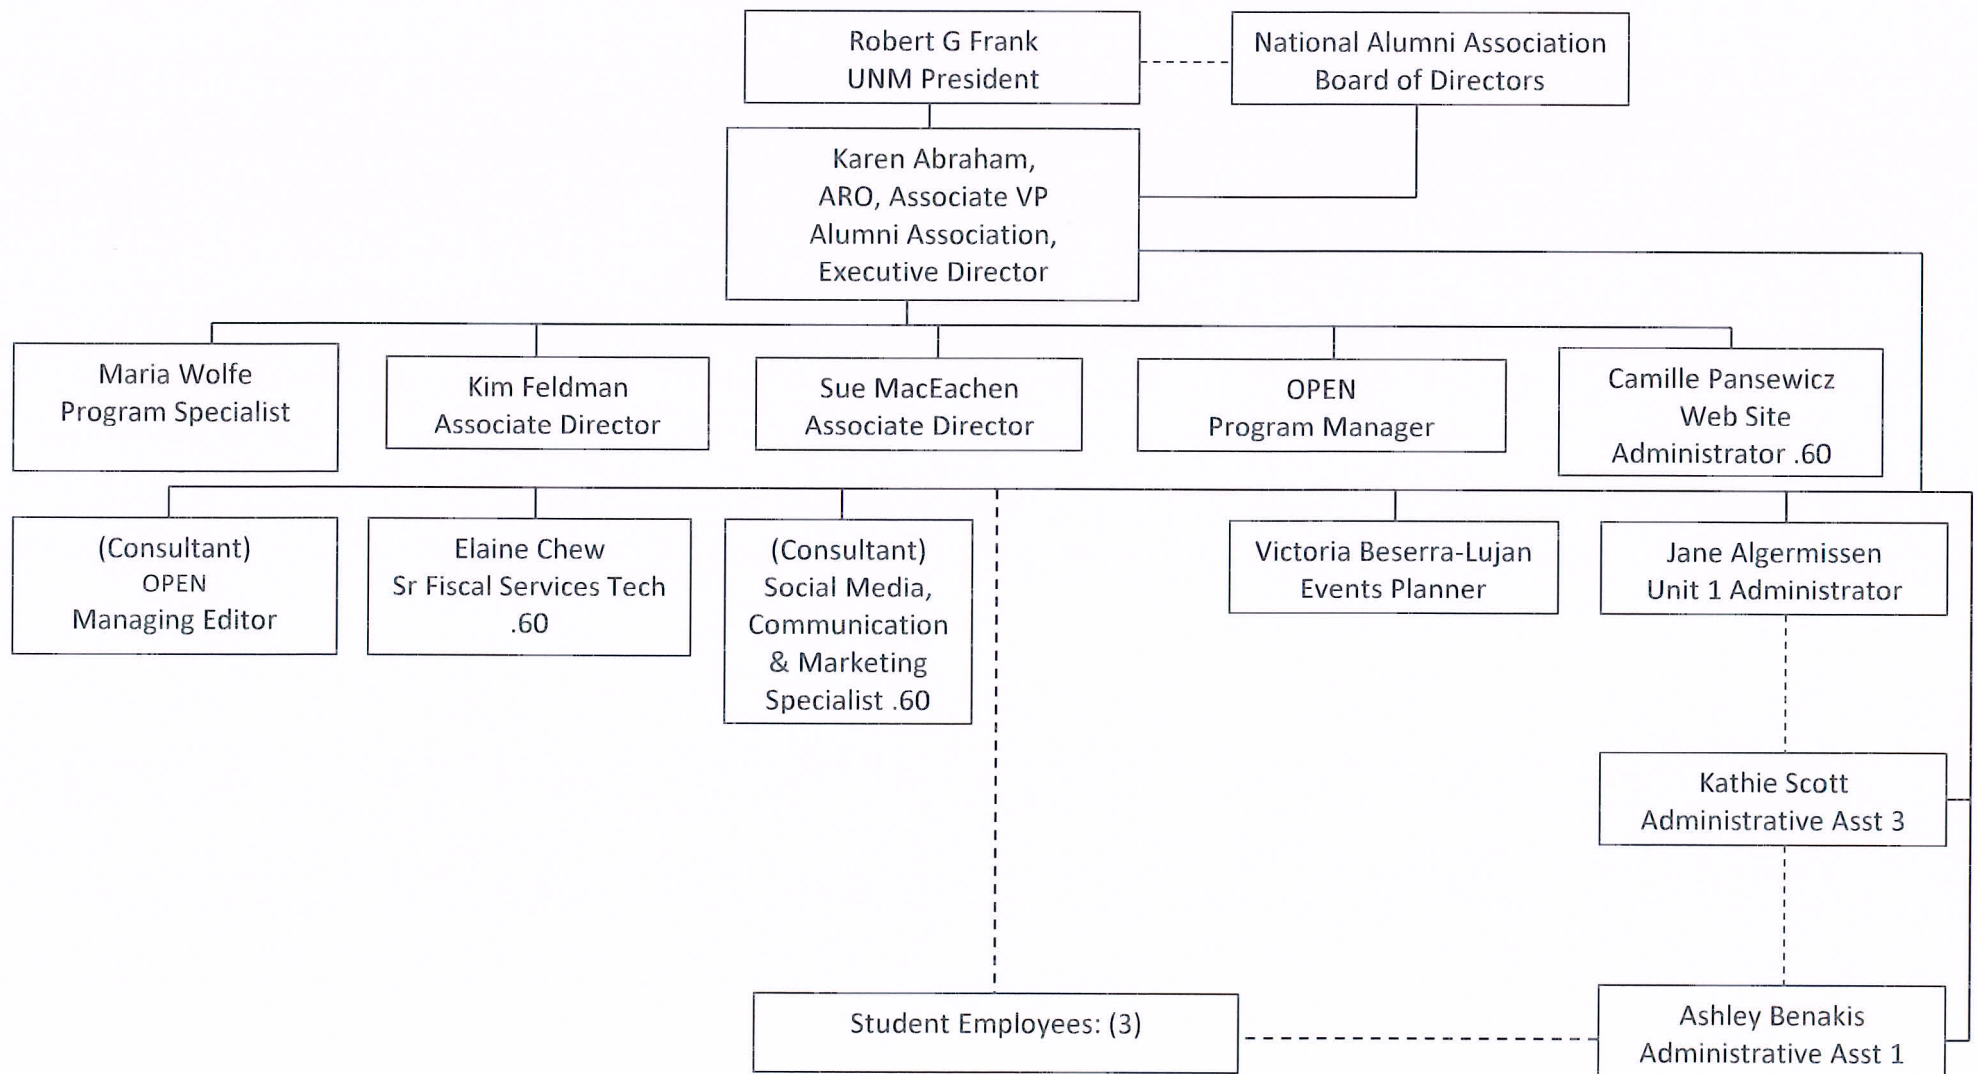 Robert G Frank
UNM President
National Alumni Association
Board of Directors
Karen Abraham,
ARO, Associate VP
Alumni Association,
Executive Director
Maria Wolfe
Program Specialist
Kim Feldman
Associate Director
Sue MacEachen
Associate Director
OPEN
Program Manager
Camille Pansewicz
Web Site
Administrator .60
(Consultant)
OPEN
Managing Editor
Elaine Chew
Sr Fiscal Services Tech
.60
(Consultant)
Social Media,
Communication
& Marketing
Specialist .60
Victoria Beserra-Lujan
Events Planner
Jane Algermissen
Unit 1 Administrator
Kathie Scott
Administrative Asst 3
Student Employees: (3)
Ashley Benakis
Administrative Asst 1